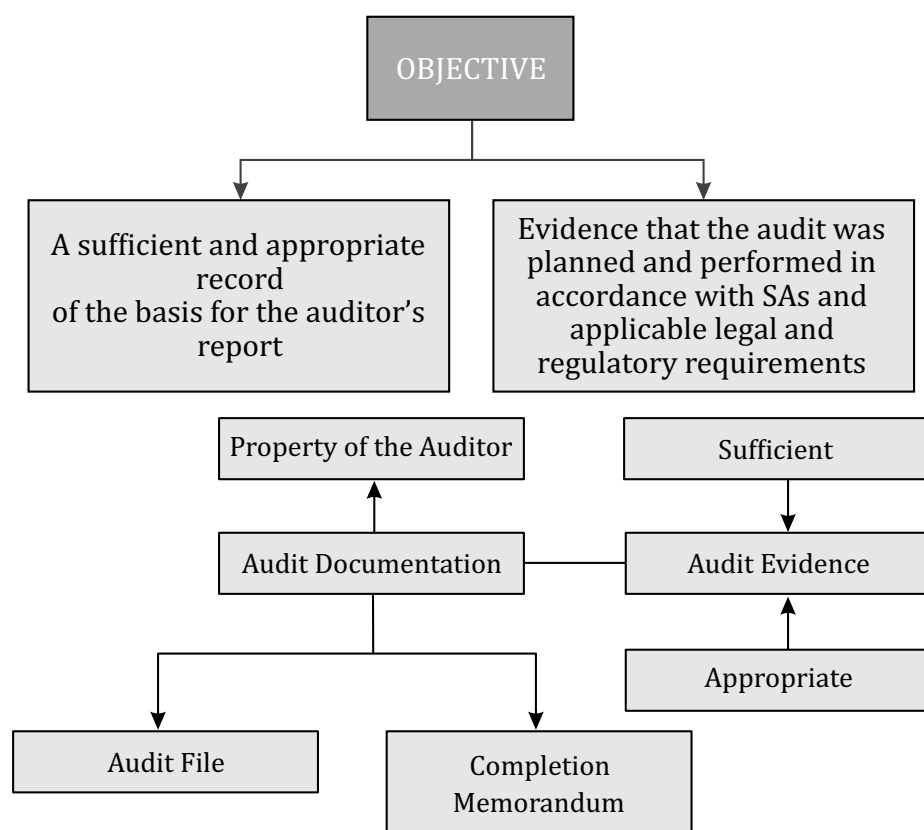 OBJECTIVE
A sufficient and appropriate
record
of the basis for the auditor’s
report
Evidence that the audit was
planned and performed in
accordance with SAs and
applicable legal and
regulatory requirements
Property of the Auditor
Sufficient
Audit Documentation
Audit Evidence
Appropriate
Audit File
Completion
Memorandum